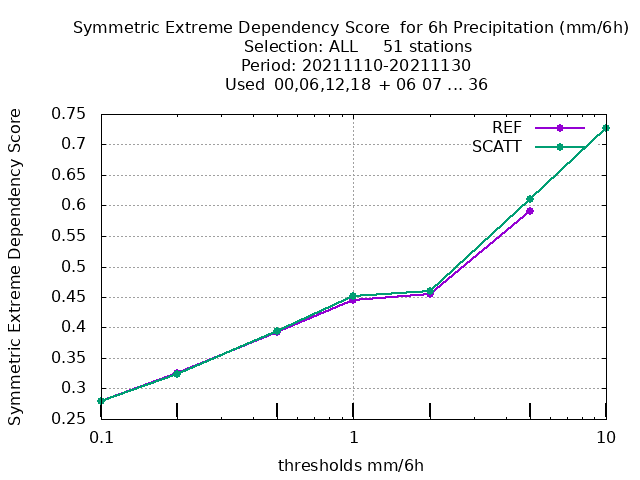 Symmetric Extreme Dependency Score  for 6h Precipitation (mm/6h)
Selection: ALL     51 stations
Period: 20211110-20211130
Used  00,06,12,18  + 06 07 ... 36
Symmetric Extreme Dependency Score
0.75
0.7
0.65
0.6
0.55
0.5
0.45
0.4
0.35
0.3
0.25
REF
SCATT
0.1
1
10
thresholds mm/6h